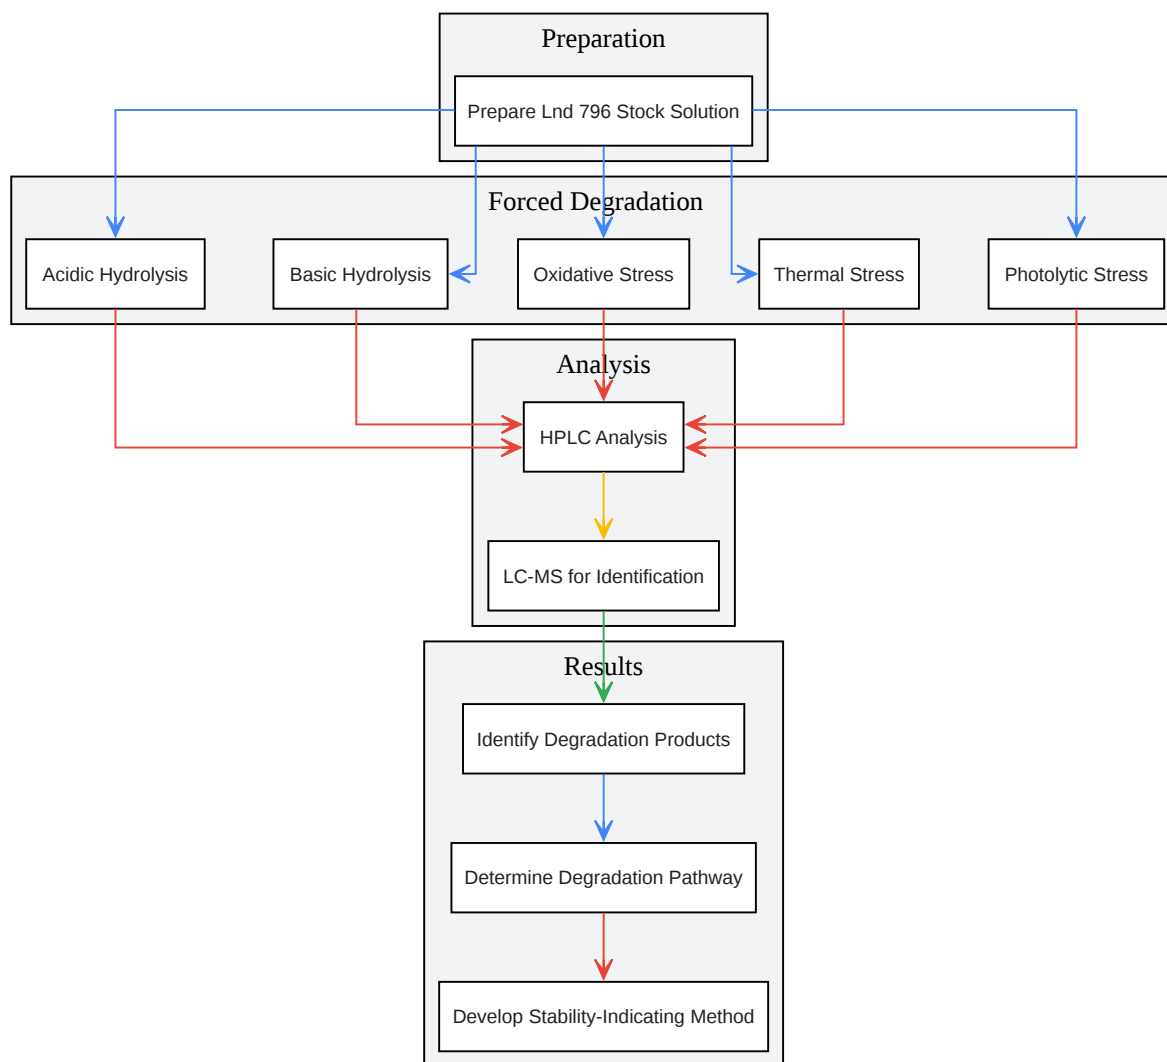 Preparation
Prepare Lnd 796 Stock Solution
Forced Degradation
Acidic Hydrolysis
Basic Hydrolysis
Oxidative Stress
Thermal Stress
Photolytic Stress
Analysis
HPLC Analysis
LC-MS for Identification
Results
Identify Degradation Products
Determine Degradation Pathway
Develop Stability-Indicating Method